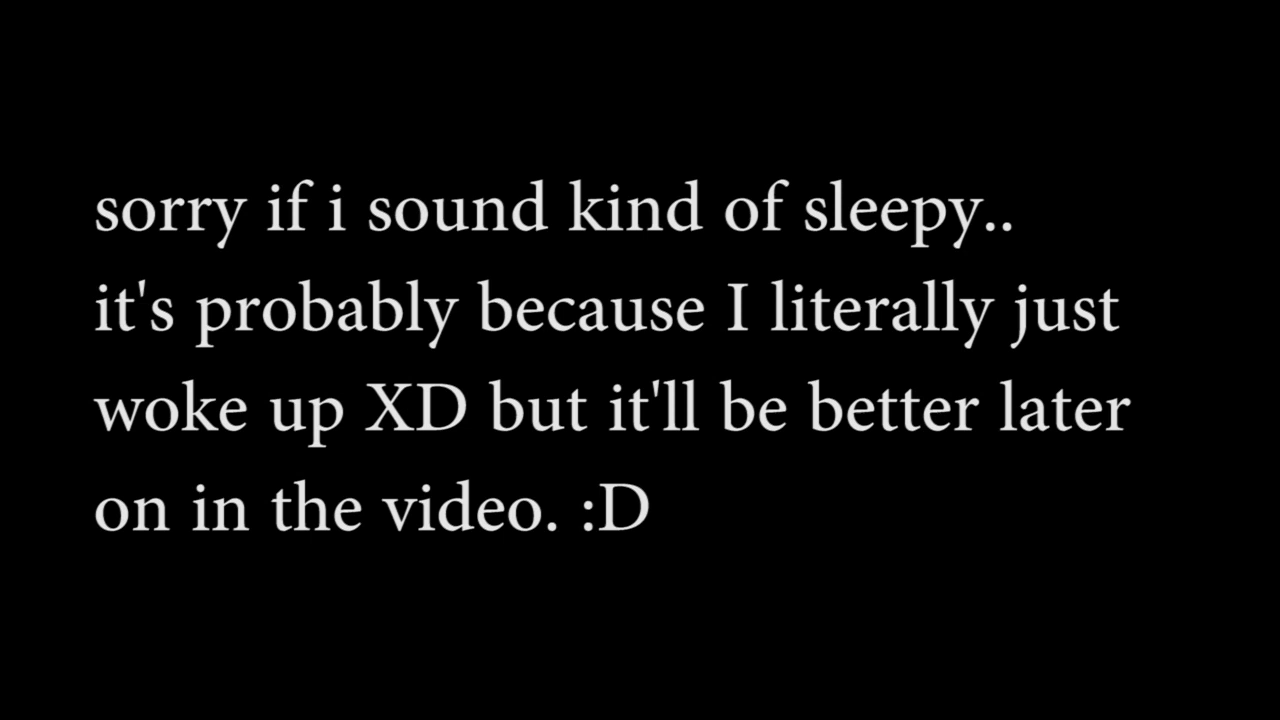 sorry if i sound kind of sleepy..
it's probably because I literally just
woke up XD but it'll be better later
on in the video. :D